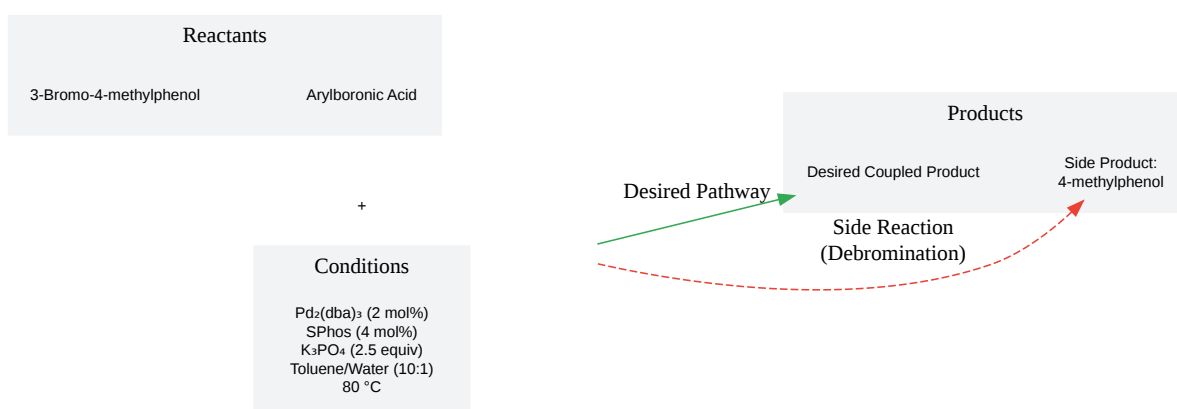 Reactants
3-Bromo-4-methylphenol
Arylboronic Acid
+
Conditions
Pd₂(dba)₃ (2 mol%)
SPhos (4 mol%)
K₃PO₄ (2.5 equiv)
Toluene/Water (10:1)
80 °C
Desired Pathway
Side Reaction
(Debromination)
Products
Desired Coupled Product
Side Product:
4-methylphenol